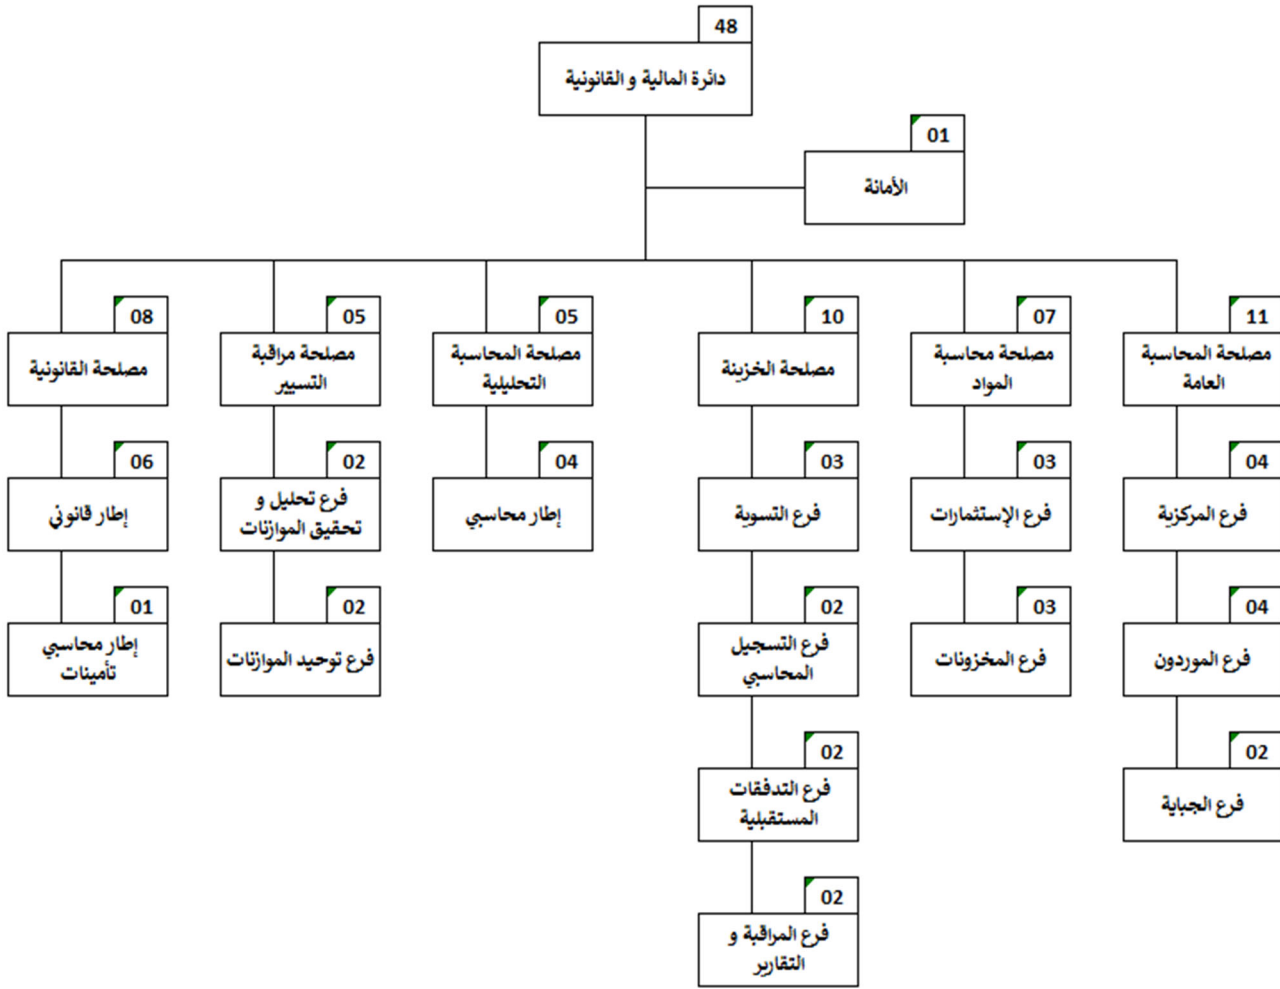 48
دائرة المالية و القانونية
01
الأمانة
11
مصلحة المحاسبة
العامة
04
فرع المركزية
04
فرع الموردون
02
فرع الجباية
07
مصلحة محاسبة
المواد
03
فرع الإستثمارات
03
فرع المخزونات
10
مصلحة الخزينة
03
فرع التسوية
02
فرع التسجيل
المحاسبي
02
فرع التدفقات
المستقبلية
02
فرع المراقبة و
التقارير
05
مصلحة المحاسبة
التحليلية
04
إطار محاسبي
05
مصلحة مراقبة
التسيير
02
فرع تحليل و
تحقيق الموازنات
02
فرع توحيد الموازنات
08
مصلحة القانونية
06
إطار قانوني
01
إطار محاسبي
تأمينات